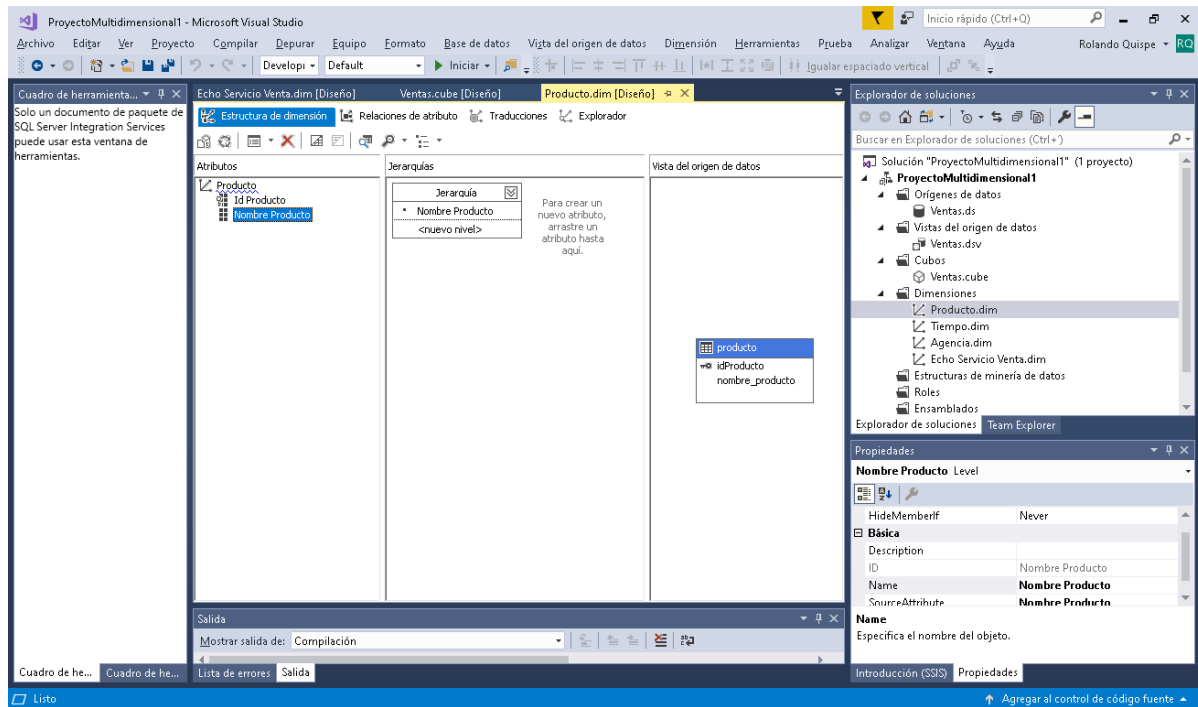 ProyectoMultidimensional1 - Microsoft Visual Studio
Inicio rápido (Ctrl+Q)
Archivo Editar Ver Proyecto Compilar Depurar Equipo Formato Base de datos Vista del origen de datos Dimensión Herramientas Prueba Analizar Ventana Ayuda Rolando Quispe RQ
Developi Default Iniciar Igualar espaciado vertical
Cuadro de herramienta...
Solo un documento de paquete de
SQL Server Integration Services
puede usar esta ventana de
herramientas.
Cuadro de he... Cuadro de he...
Echo Servicio Venta.dim [Diseño] Ventas.cube [Diseño] Producto.dim [Diseño]
Estructura de dimensión Relaciones de atributo Traducciones Explorador
Atributos
Producto
Id Producto
Nombre Producto
Jerarquías
Jerarquía
Nombre Producto
<nuevo nivel>
Para crear un
nuevo atributo,
arrastre un
atributo hasta
aquí.
Vista del origen de datos
producto
idProducto
nombre_producto
Salida
Mostrar salida de: Compilación
Lista de errores Salida
Explorador de soluciones
Buscar en Explorador de soluciones (Ctrl+´)
Solución "ProyectoMultidimensional1" (1 proyecto)
ProyectoMultidimensional1
Orígenes de datos
Ventas.ds
Vistas del origen de datos
Ventas.dsv
Cubos
Ventas.cube
Dimensiones
Producto.dim
Tiempo.dim
Agencia.dim
Echo Servicio Venta.dim
Estructuras de minería de datos
Roles
Ensamblados
Explorador de soluciones Team Explorer
Propiedades
Nombre Producto Level
HideMemberIf Never
Básica
Description
ID Nombre Producto
Name Nombre Producto
SourceAttribute Nombre Producto
Name
Especifica el nombre del objeto.
Introducción (SSIS) Propiedades
Listo Agregar al control de código fuente